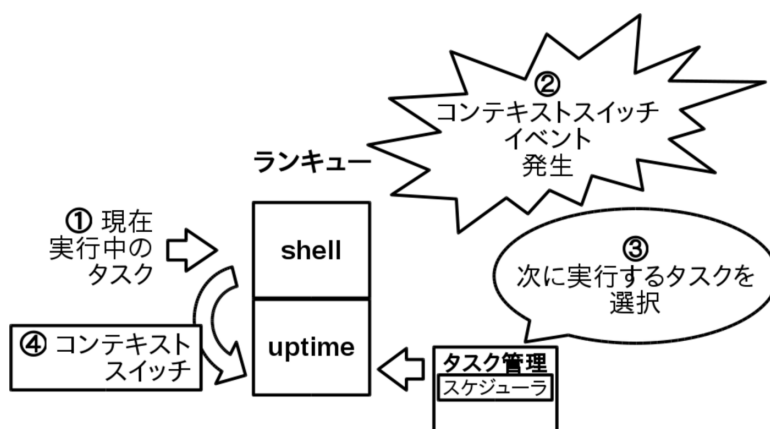 ②
コンテキストスイッチ
イベント
発生
ランキュー
① 現在
実行中の
タスク
shell
③
次に実行するタスクを
選択
④ コンテキスト
スイッチ
uptime
タスク管理
スケジューラ